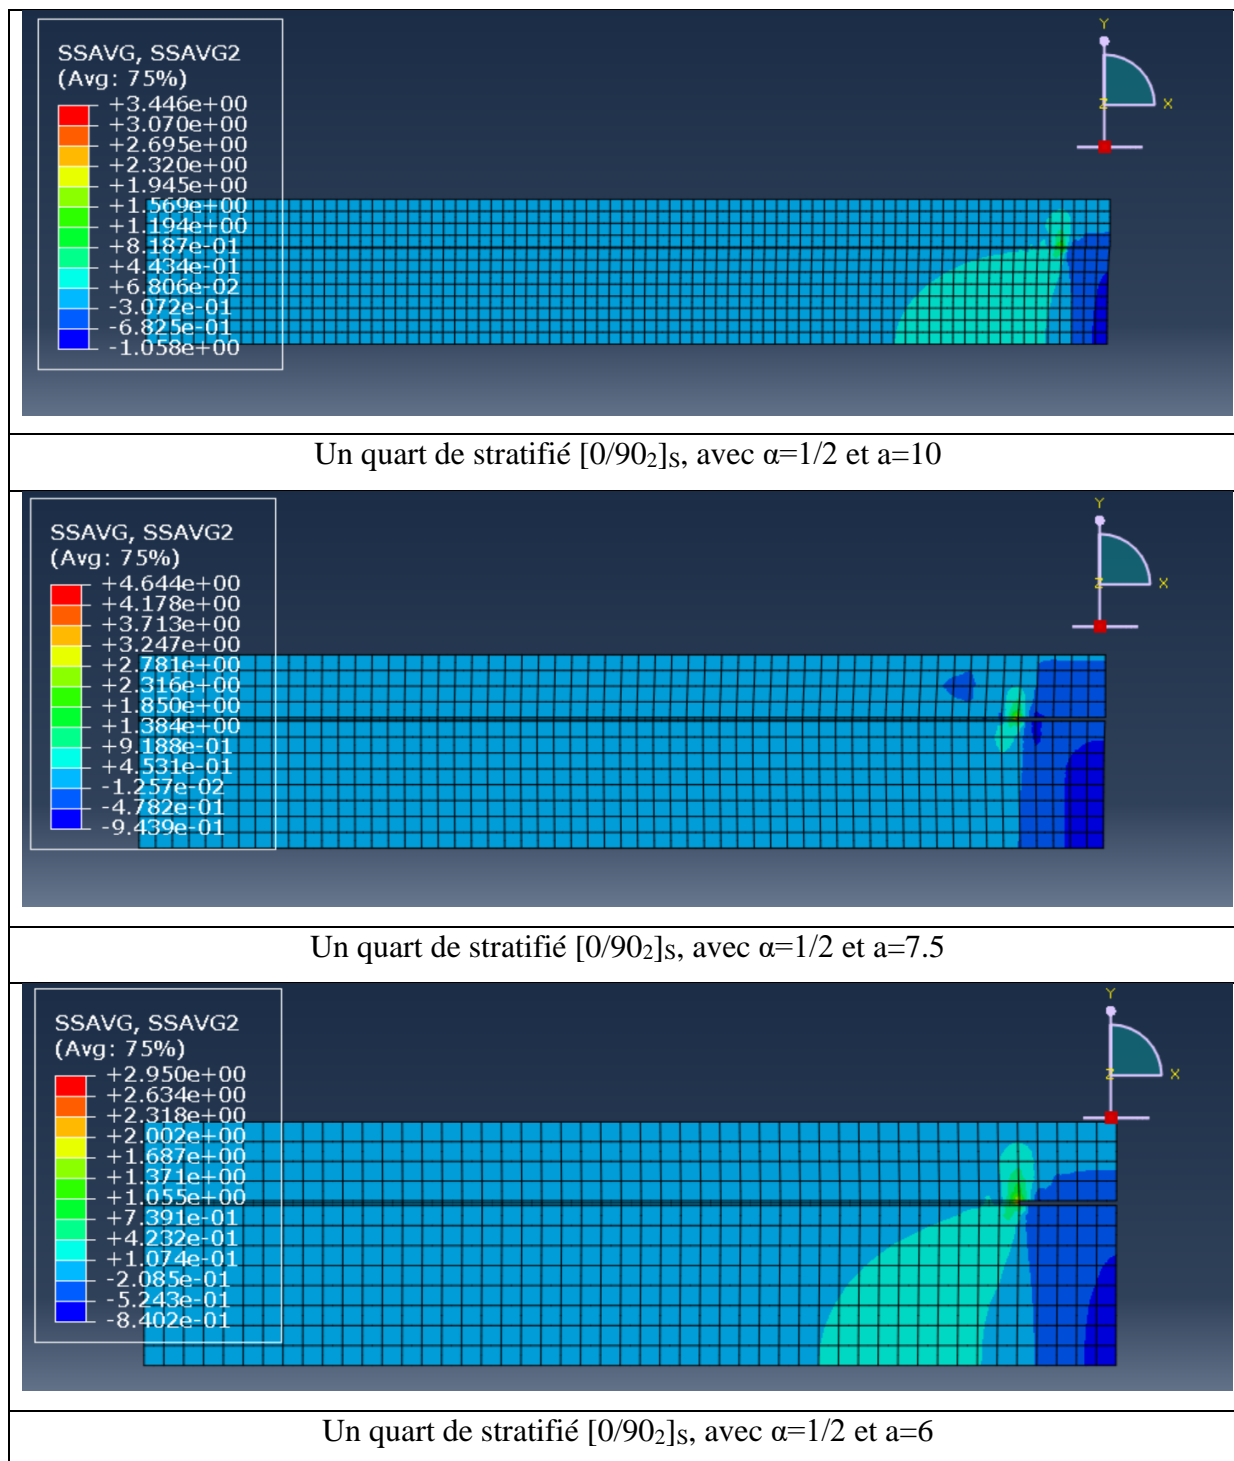 SSAVG, SSAVG2
(Avg: 75%)
+3.446e+00
+3.070e+00
+2.695e+00
+2.320e+00
+1.945e+00
+1.569e+00
+1.194e+00
+8.187e-01
+4.434e-01
+6.806e-02
-3.072e-01
-6.825e-01
-1.058e+00
Y
Z X
Un quart de stratifié [0/90₂]s, avec α=1/2 et a=10
SSAVG, SSAVG2
(Avg: 75%)
+4.644e+00
+4.178e+00
+3.713e+00
+3.247e+00
+2.781e+00
+2.316e+00
+1.850e+00
+1.384e+00
+9.188e-01
+4.531e-01
-1.257e-02
-4.782e-01
-9.439e-01
Y
Z X
Un quart de stratifié [0/90₂]s, avec α=1/2 et a=7.5
SSAVG, SSAVG2
(Avg: 75%)
+2.950e+00
+2.634e+00
+2.318e+00
+2.002e+00
+1.687e+00
+1.371e+00
+1.055e+00
+7.391e-01
+4.232e-01
+1.074e-01
-2.085e-01
-5.243e-01
-8.402e-01
Y
Z X
Un quart de stratifié [0/90₂]s, avec α=1/2 et a=6